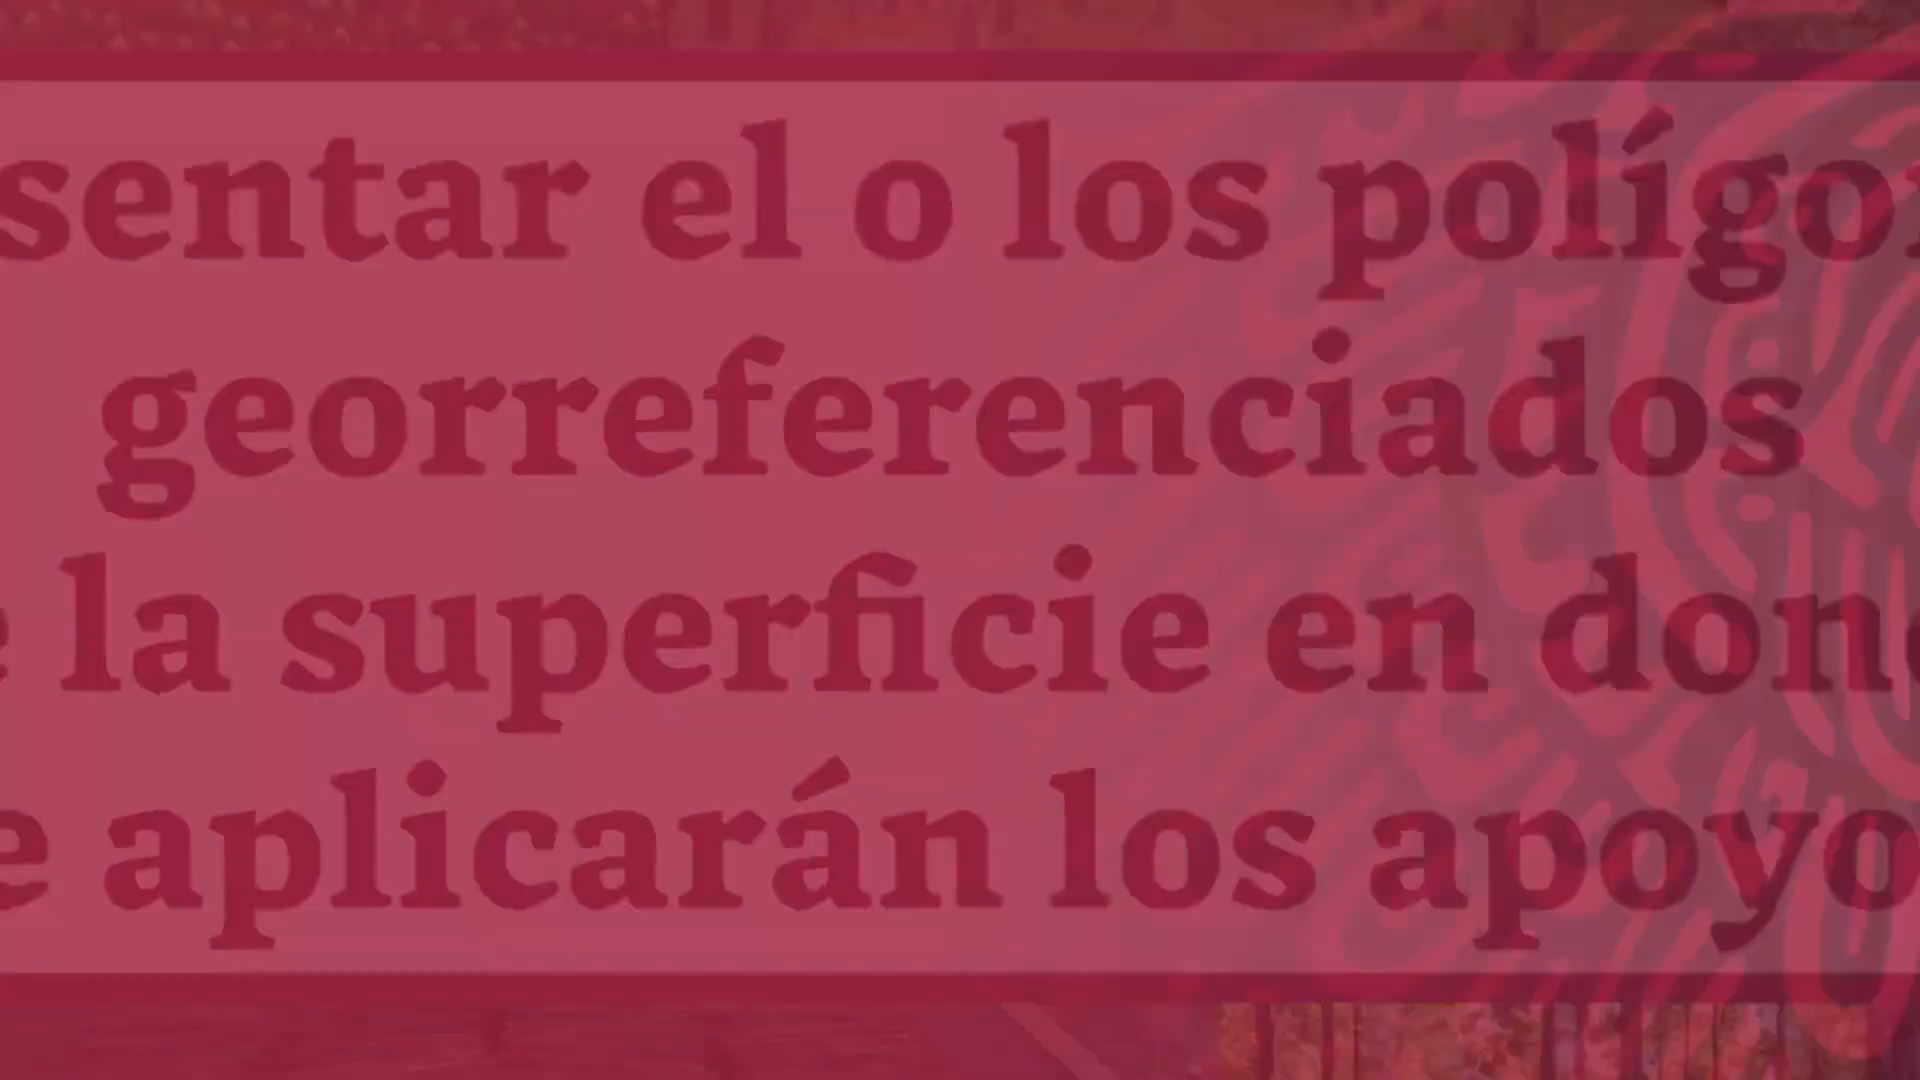 sentar el o los polígo
georreferenciados
e la superficie en don
e aplicarán los apoyo